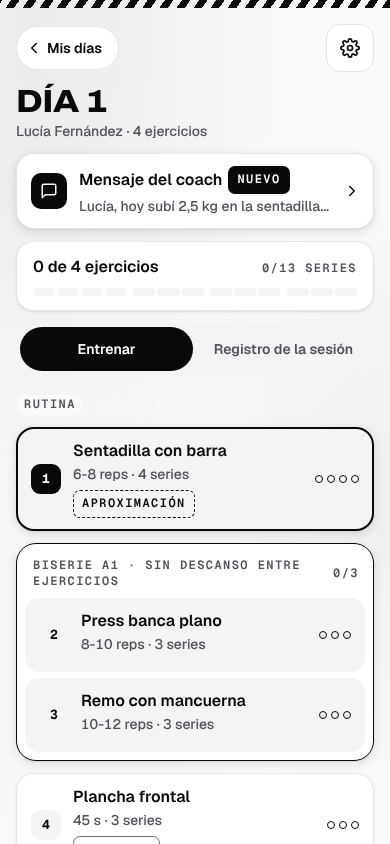 Mis días
DÍA 1
Lucía Fernández · 4 ejercicios
Mensaje del coach NUEVO
Lucía, hoy subí 2,5 kg en la sentadilla...
0 de 4 ejercicios 0/13 SERIES
Entrenar Registro de la sesión
RUTINA
1 Sentadilla con barra
6-8 reps · 4 series
APROXIMACIÓN
BISERIE A1 · SIN DESCANSO ENTRE
EJERCICIOS 0/3
2 Press banca plano
8-10 reps · 3 series
3 Remo con mancuerna
10-12 reps · 3 series
4 Plancha frontal
45 s · 3 series